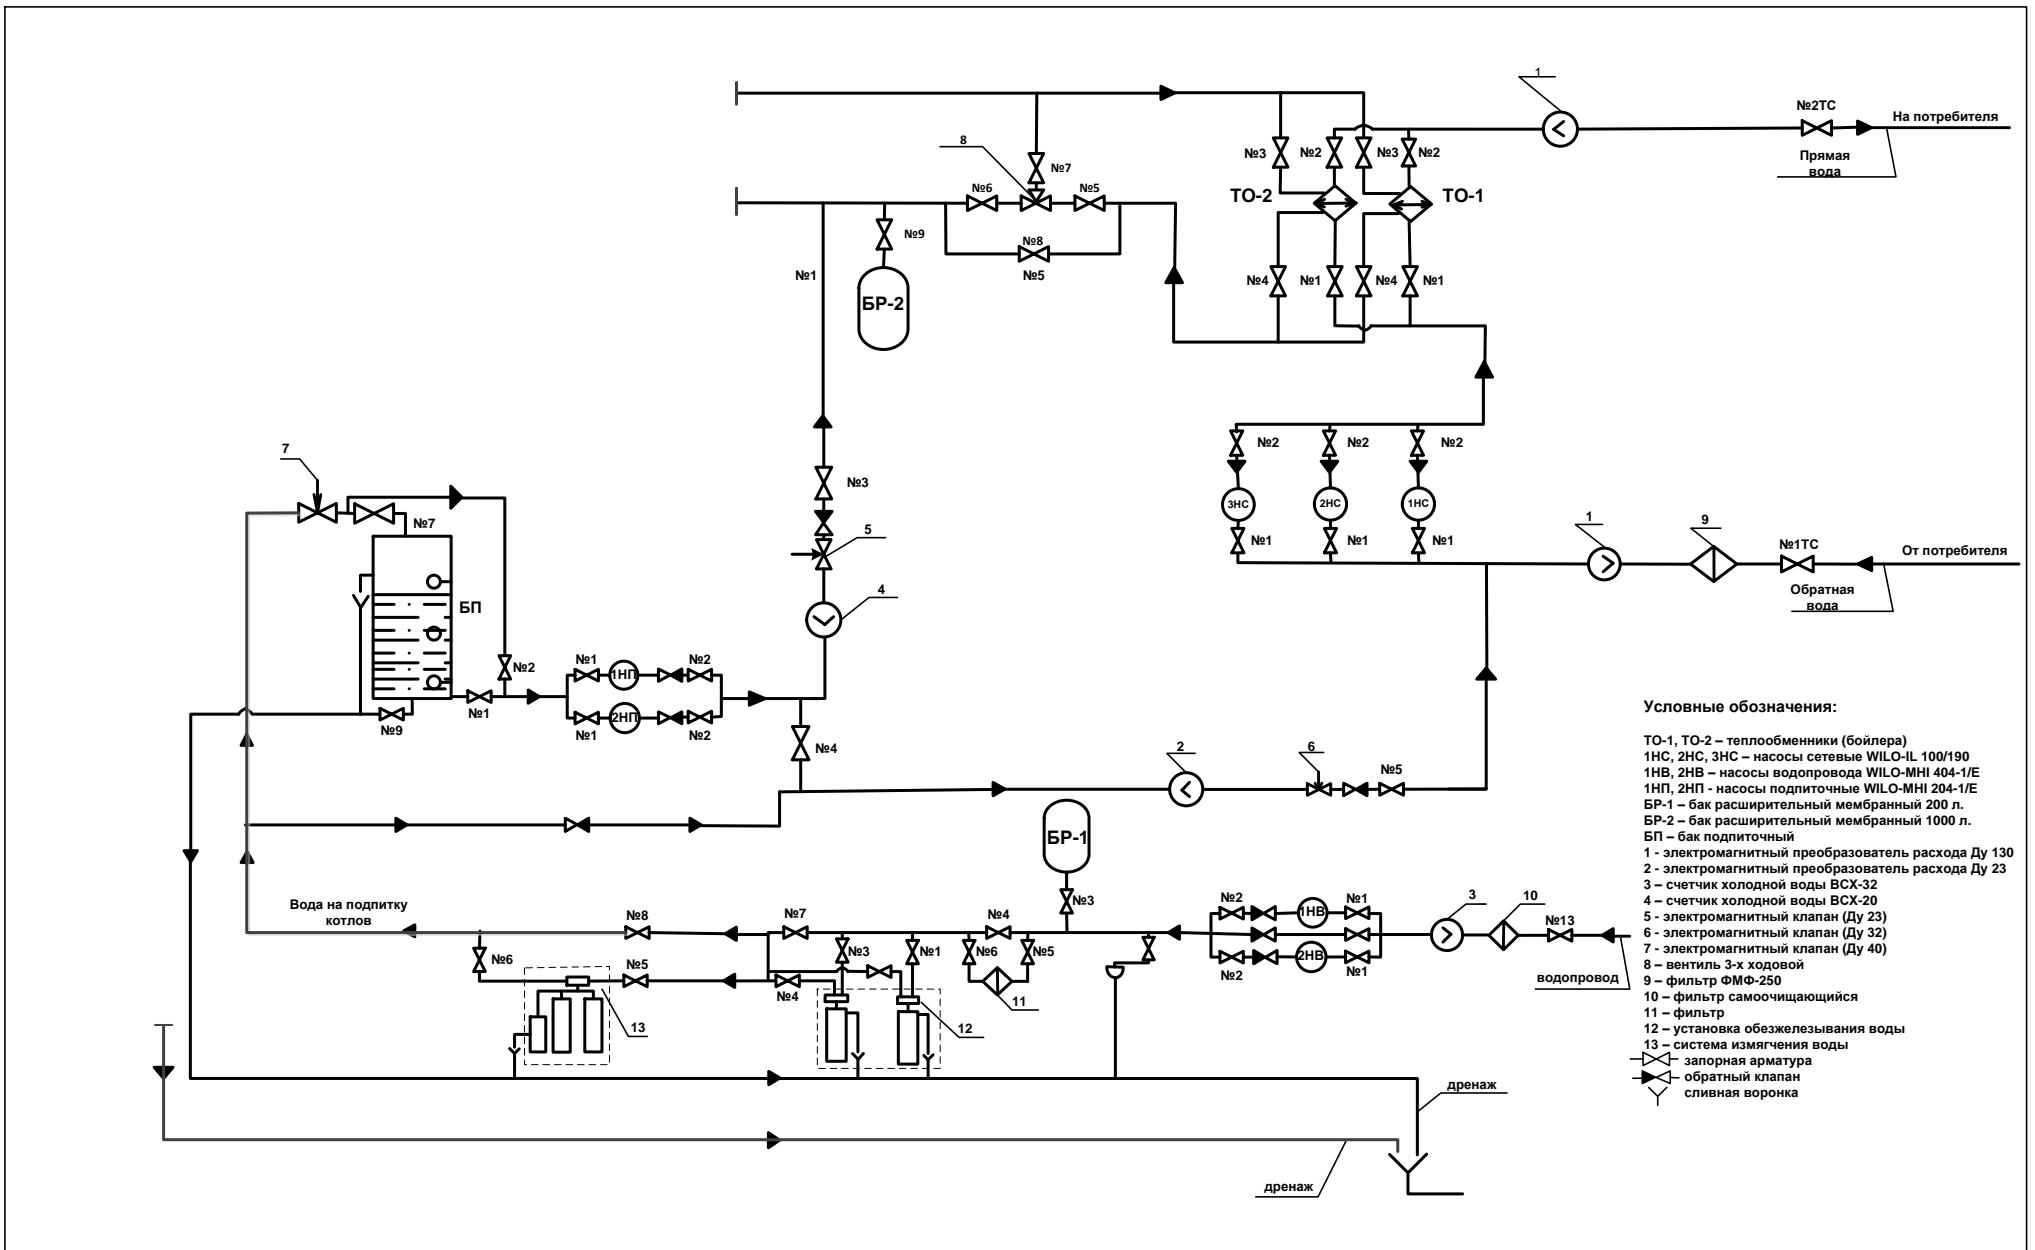 1
№2ТС
На потребителя
Прямая
вода
8
№3
№2
№3
№2
№7
№6
№5
ТО-2
ТО-1
№9
№8
№5
№1
№4
№1
№4
№1
БР-2
№2
№2
№2
7
№3
3НС
2НС
1НС
№7
5
№1
№1
№1
1
9
№1ТС
От потребителя
Обратная
вода
4
БП
№2
№1
1НП
№2
№1
2НП
№2
№1
№9
№4
2
6
№5
Условные обозначения:
ТО-1, ТО-2 – теплообменники (бойлера)
1НС, 2НС, 3НС – насосы сетевые WILO-IL 100/190
1НВ, 2НВ – насосы водопровода WILO-MHI 404-1/E
1НП, 2НП - насосы подпиточные WILO-MHI 204-1/E
БР-1 – бак расширительный мембранный 200 л.
БР-2 – бак расширительный мембранный 1000 л.
БП – бак подпиточный
1 - электромагнитный преобразователь расхода Ду 130
2 - электромагнитный преобразователь расхода Ду 23
3 – счетчик холодной воды ВСХ-32
4 – счетчик холодной воды ВСХ-20
5 - электромагнитный клапан (Ду 23)
6 - электромагнитный клапан (Ду 32)
7 - электромагнитный клапан (Ду 40)
8 – вентиль 3-х ходовой
9 – фильтр ФМФ-250
10 – фильтр самоочищающийся
11 – фильтр
12 – установка обезжелезывания воды
13 – система измягчения воды
запорная арматура
обратный клапан
сливная воронка
БР-1
№3
Вода на подпитку
котлов
№8
№7
№4
№2
1НВ
№1
3
10
№13
№6
№5
№3
№1
№6
№5
№4
№2
2НВ
№1
водопровод
13
12
11
дренаж
дренаж